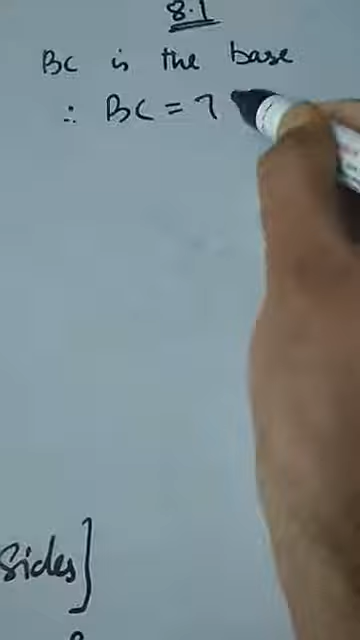 8.1
BC is the base
∴ BC = 7
Sides]